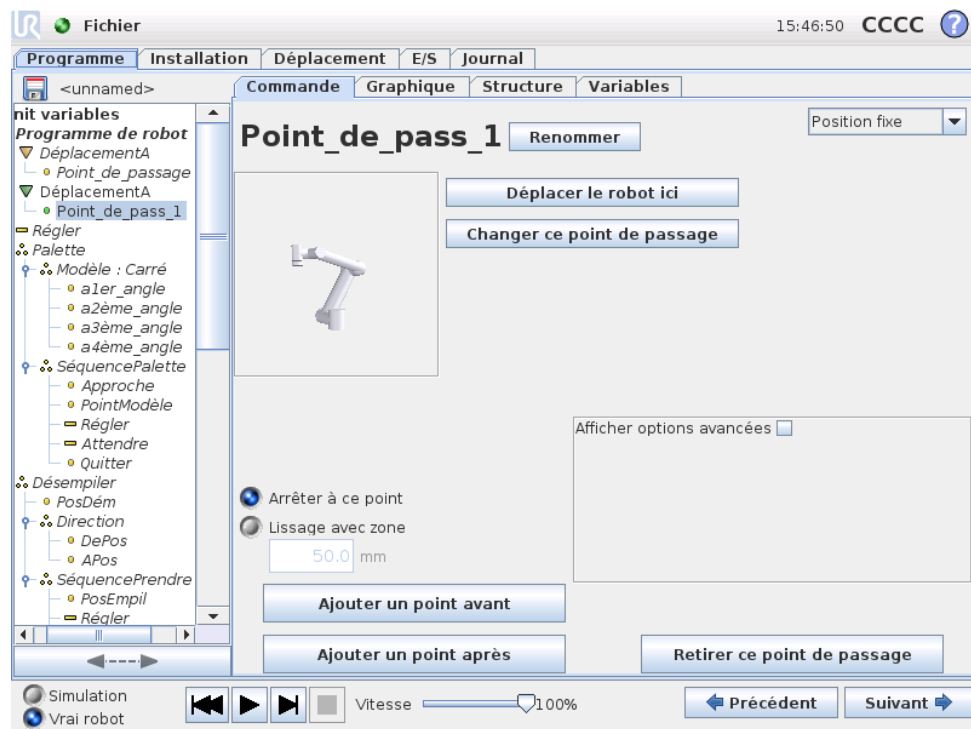 UR Fichier 15:46:50 CCCC ?
Programme Installation Déplacement E/S Journal
<unnamed>
Commande Graphique Structure Variables
nit variables
Programme de robot
DéplacementA
Point_de_passage
DéplacementA
Point_de_pass_1
Régler
Palette
Modèle : Carré
a1er_angle
a2ème_angle
a3ème_angle
a4ème_angle
SéquencePalette
Approche
PointModèle
Régler
Attendre
Quitter
Désempiler
PosDém
Direction
DePos
APos
SéquencePrendre
PosEmpil
Régler
Point_de_pass_1 Renommer
Position fixe
Déplacer le robot ici
Changer ce point de passage
Afficher options avancées
Arrêter à ce point
Lissage avec zone
50.0 mm
Ajouter un point avant
Ajouter un point après
Retirer ce point de passage
Simulation
Vrai robot
Vitesse 100%
Précédent Suivant